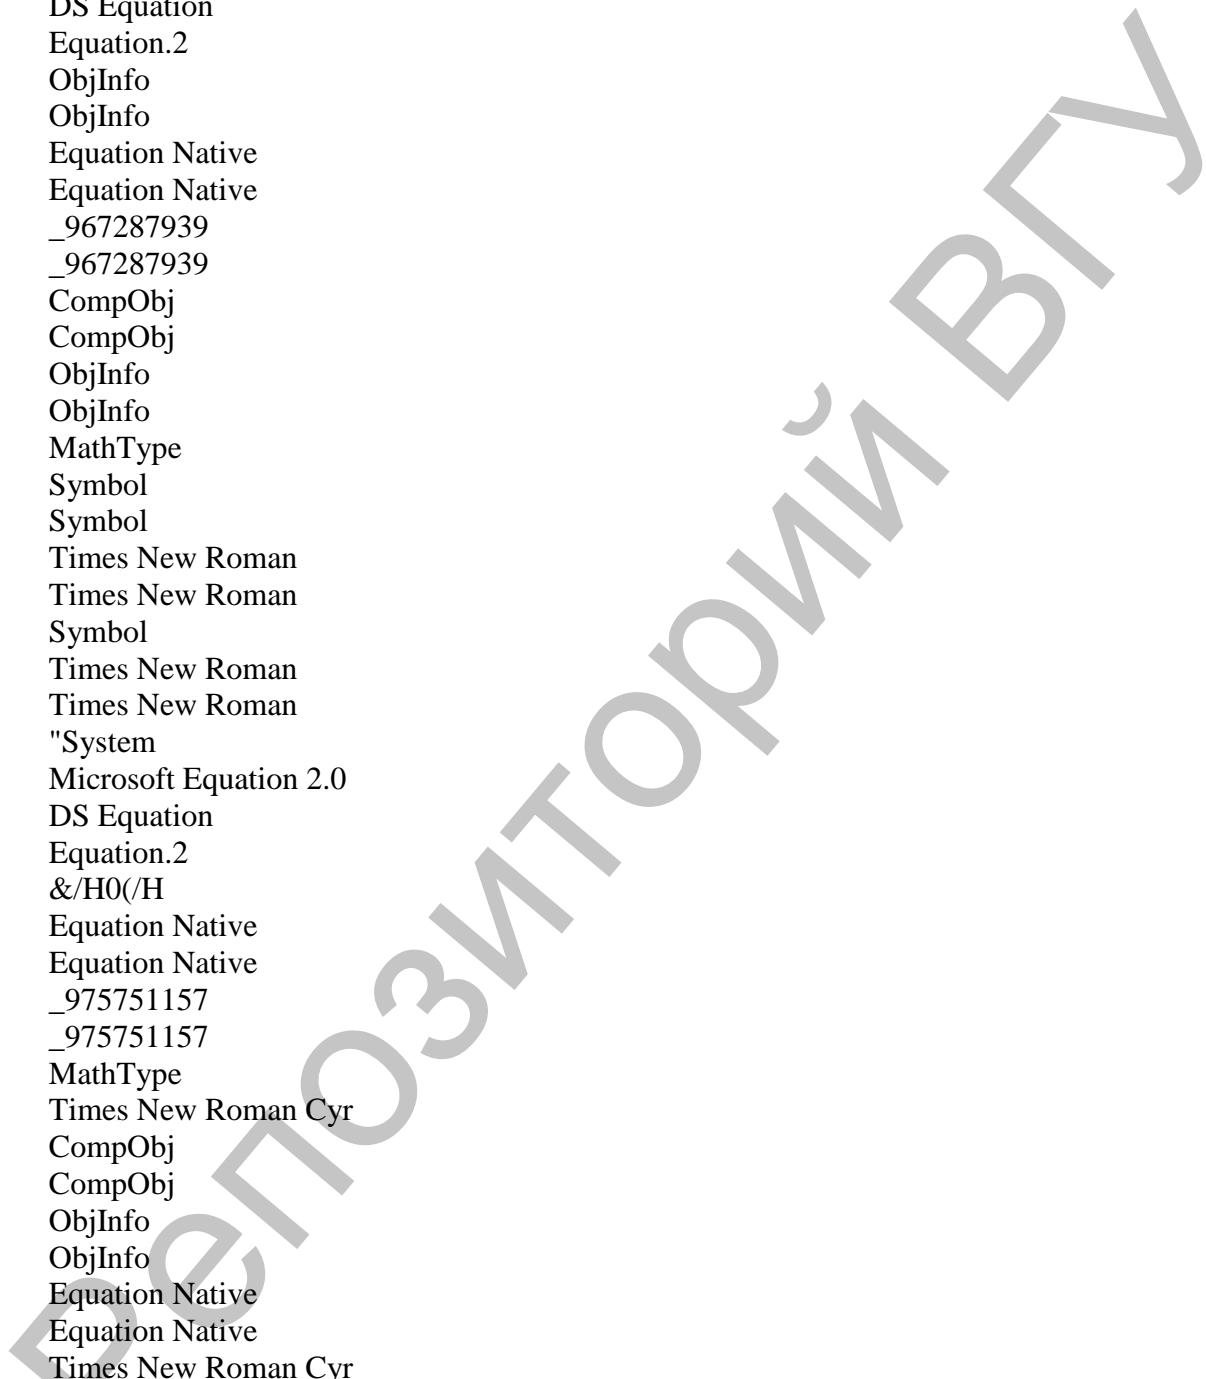 DS Equation
Equation.2
ObjInfo
ObjInfo
Equation Native
Equation Native
_967287939
_967287939
CompObj
CompObj
ObjInfo
ObjInfo
MathType
Symbol
Symbol
Times New Roman
Times New Roman
Symbol
Times New Roman
Times New Roman
"System
Microsoft Equation 2.0
DS Equation
Equation.2
&/H0(/H
Equation Native
Equation Native
_975751157
_975751157
MathType
Times New Roman Cyr
CompObj
CompObj
ObjInfo
ObjInfo
Equation Native
Equation Native
Times New Roman Cyr
Репозиторий ВГУ